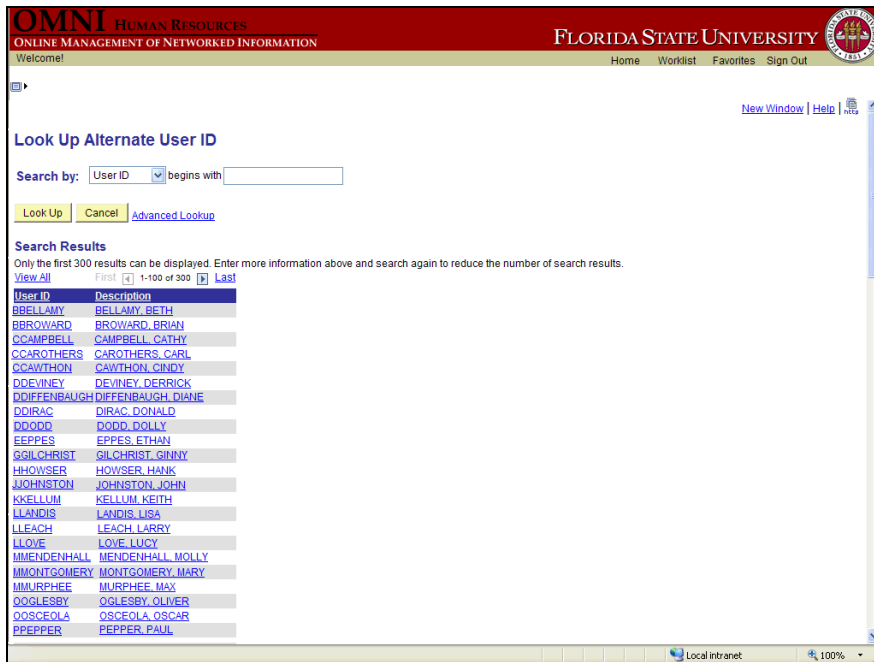 OMNI HUMAN RESOURCES
ONLINE MANAGEMENT OF NETWORKED INFORMATION
FLORIDA STATE UNIVERSITY
Welcome!
Home Worklist Favorites Sign Out
New Window | Help | http
Look Up Alternate User ID
Search by: User ID begins with
Look Up Cancel Advanced Lookup
Search Results
Only the first 300 results can be displayed. Enter more information above and search again to reduce the number of search results.
View All First 1-100 of 300 Last
User ID Description
BBELLAMY BELLAMY, BETH
BBROWARD BROWARD, BRIAN
CCAMPBELL CAMPBELL, CATHY
CCAROTHERS CAROTHERS, CARL
CCAWTHON CAWTHON, CINDY
DDEVINEY DEVINEY, DERRICK
DDIFFENBAUGH DIFFENBAUGH, DIANE
DDIRAC DIRAC, DONALD
DDODD DODD, DOLLY
EEPPES EPPES, ETHAN
GGILCHRIST GILCHRIST, GINNY
HHOWSER HOWSER, HANK
JJOHNSTON JOHNSTON, JOHN
KKELLUM KELLUM, KEITH
LLANDIS LANDIS, LISA
LLEACH LEACH, LARRY
LLOVE LOVE, LUCY
MMENDENHALL MENDENHALL, MOLLY
MMONTGOMERY MONTGOMERY, MARY
MMURPHEE MURPHEE, MAX
OOGLESBY OGLESBY, OLIVER
OOSCEOLA OSCEOLA, OSCAR
PPEPPER PEPPER, PAUL
Local intranet 100%